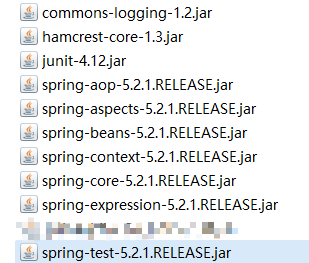 commons-logging-1.2.jar
hamcrest-core-1.3.jar
junit-4.12.jar
spring-aop-5.2.1.RELEASE.jar
spring-aspects-5.2.1.RELEASE.jar
spring-beans-5.2.1.RELEASE.jar
spring-context-5.2.1.RELEASE.jar
spring-core-5.2.1.RELEASE.jar
spring-expression-5.2.1.RELEASE.jar
spring-test-5.2.1.RELEASE.jar